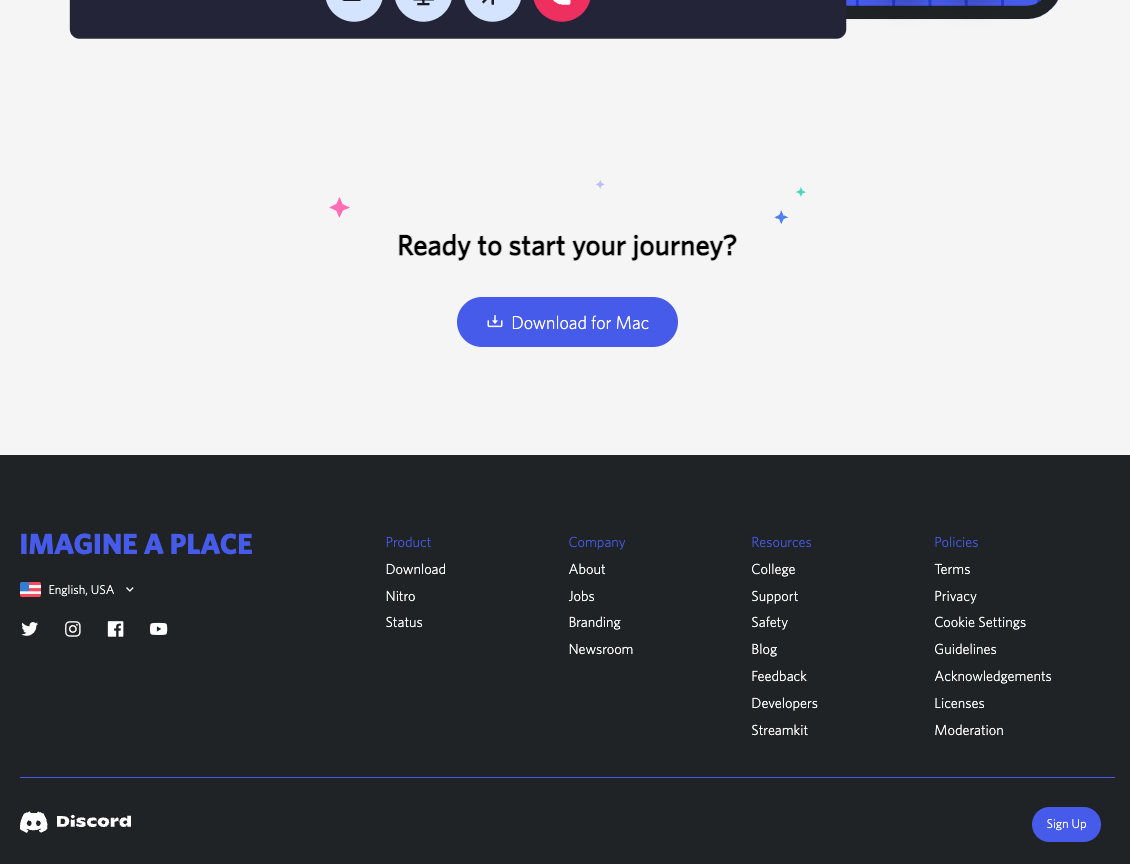 Ready to start your journey?
Download for Mac
IMAGINE A PLACE
English, USA
Product
Download
Nitro
Status
Company
About
Jobs
Branding
Newsroom
Resources
College
Support
Safety
Blog
Feedback
Developers
Streamkit
Policies
Terms
Privacy
Cookie Settings
Guidelines
Acknowledgements
Licenses
Moderation
Discord
Sign Up